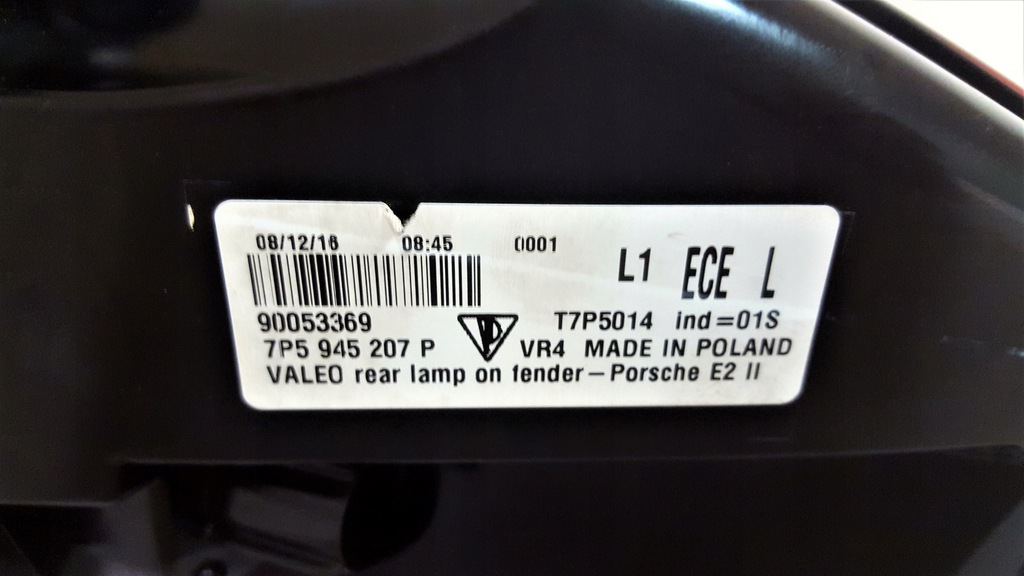 08/12/16 08:45 0001
L1 ECE L
90053369 T7P5014 ind=01S
7P5 945 207 P VR4 MADE IN POLAND
VALEO rear lamp on fender-Porsche E2 II